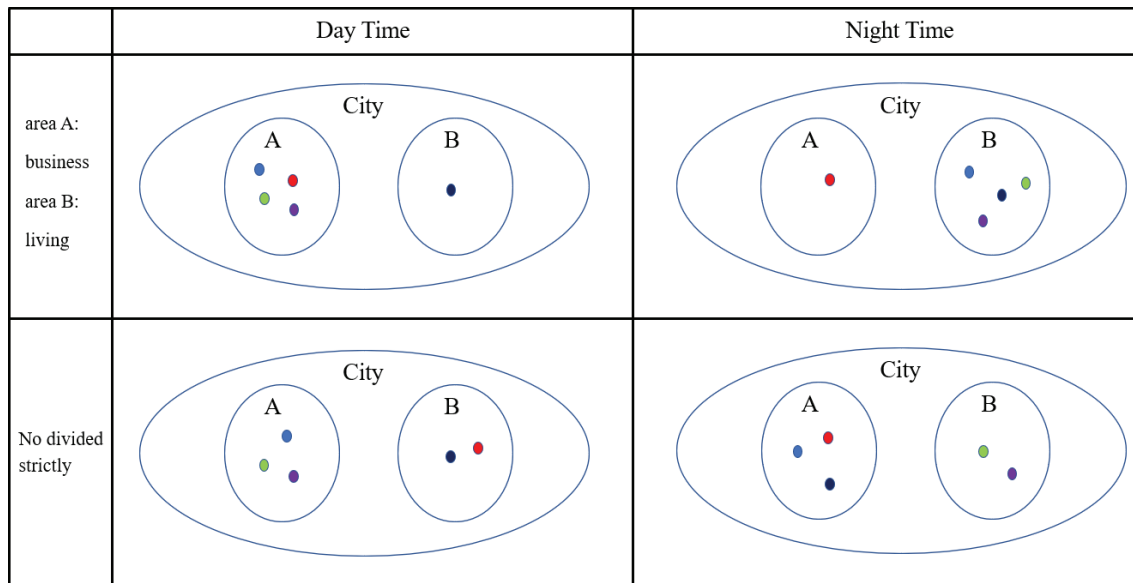 Day Time
Night Time
area A:
business
area B:
living
City
A
B
City
A
B
No divided
strictly
City
A
B
City
A
B